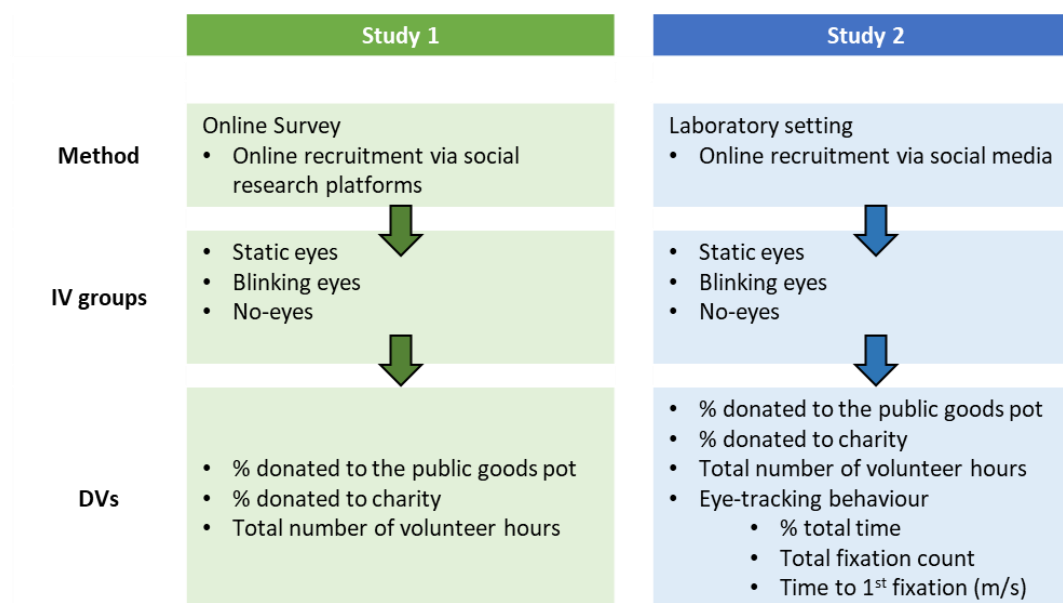 Study 1
Study 2
Method
Online Survey
• Online recruitment via social
research platforms
Laboratory setting
• Online recruitment via social media
IV groups
• Static eyes
• Blinking eyes
• No-eyes
• Static eyes
• Blinking eyes
• No-eyes
DVs
• % donated to the public goods pot
• % donated to charity
• Total number of volunteer hours
• % donated to the public goods pot
• % donated to charity
• Total number of volunteer hours
• Eye-tracking behaviour
• % total time
• Total fixation count
• Time to 1st fixation (m/s)